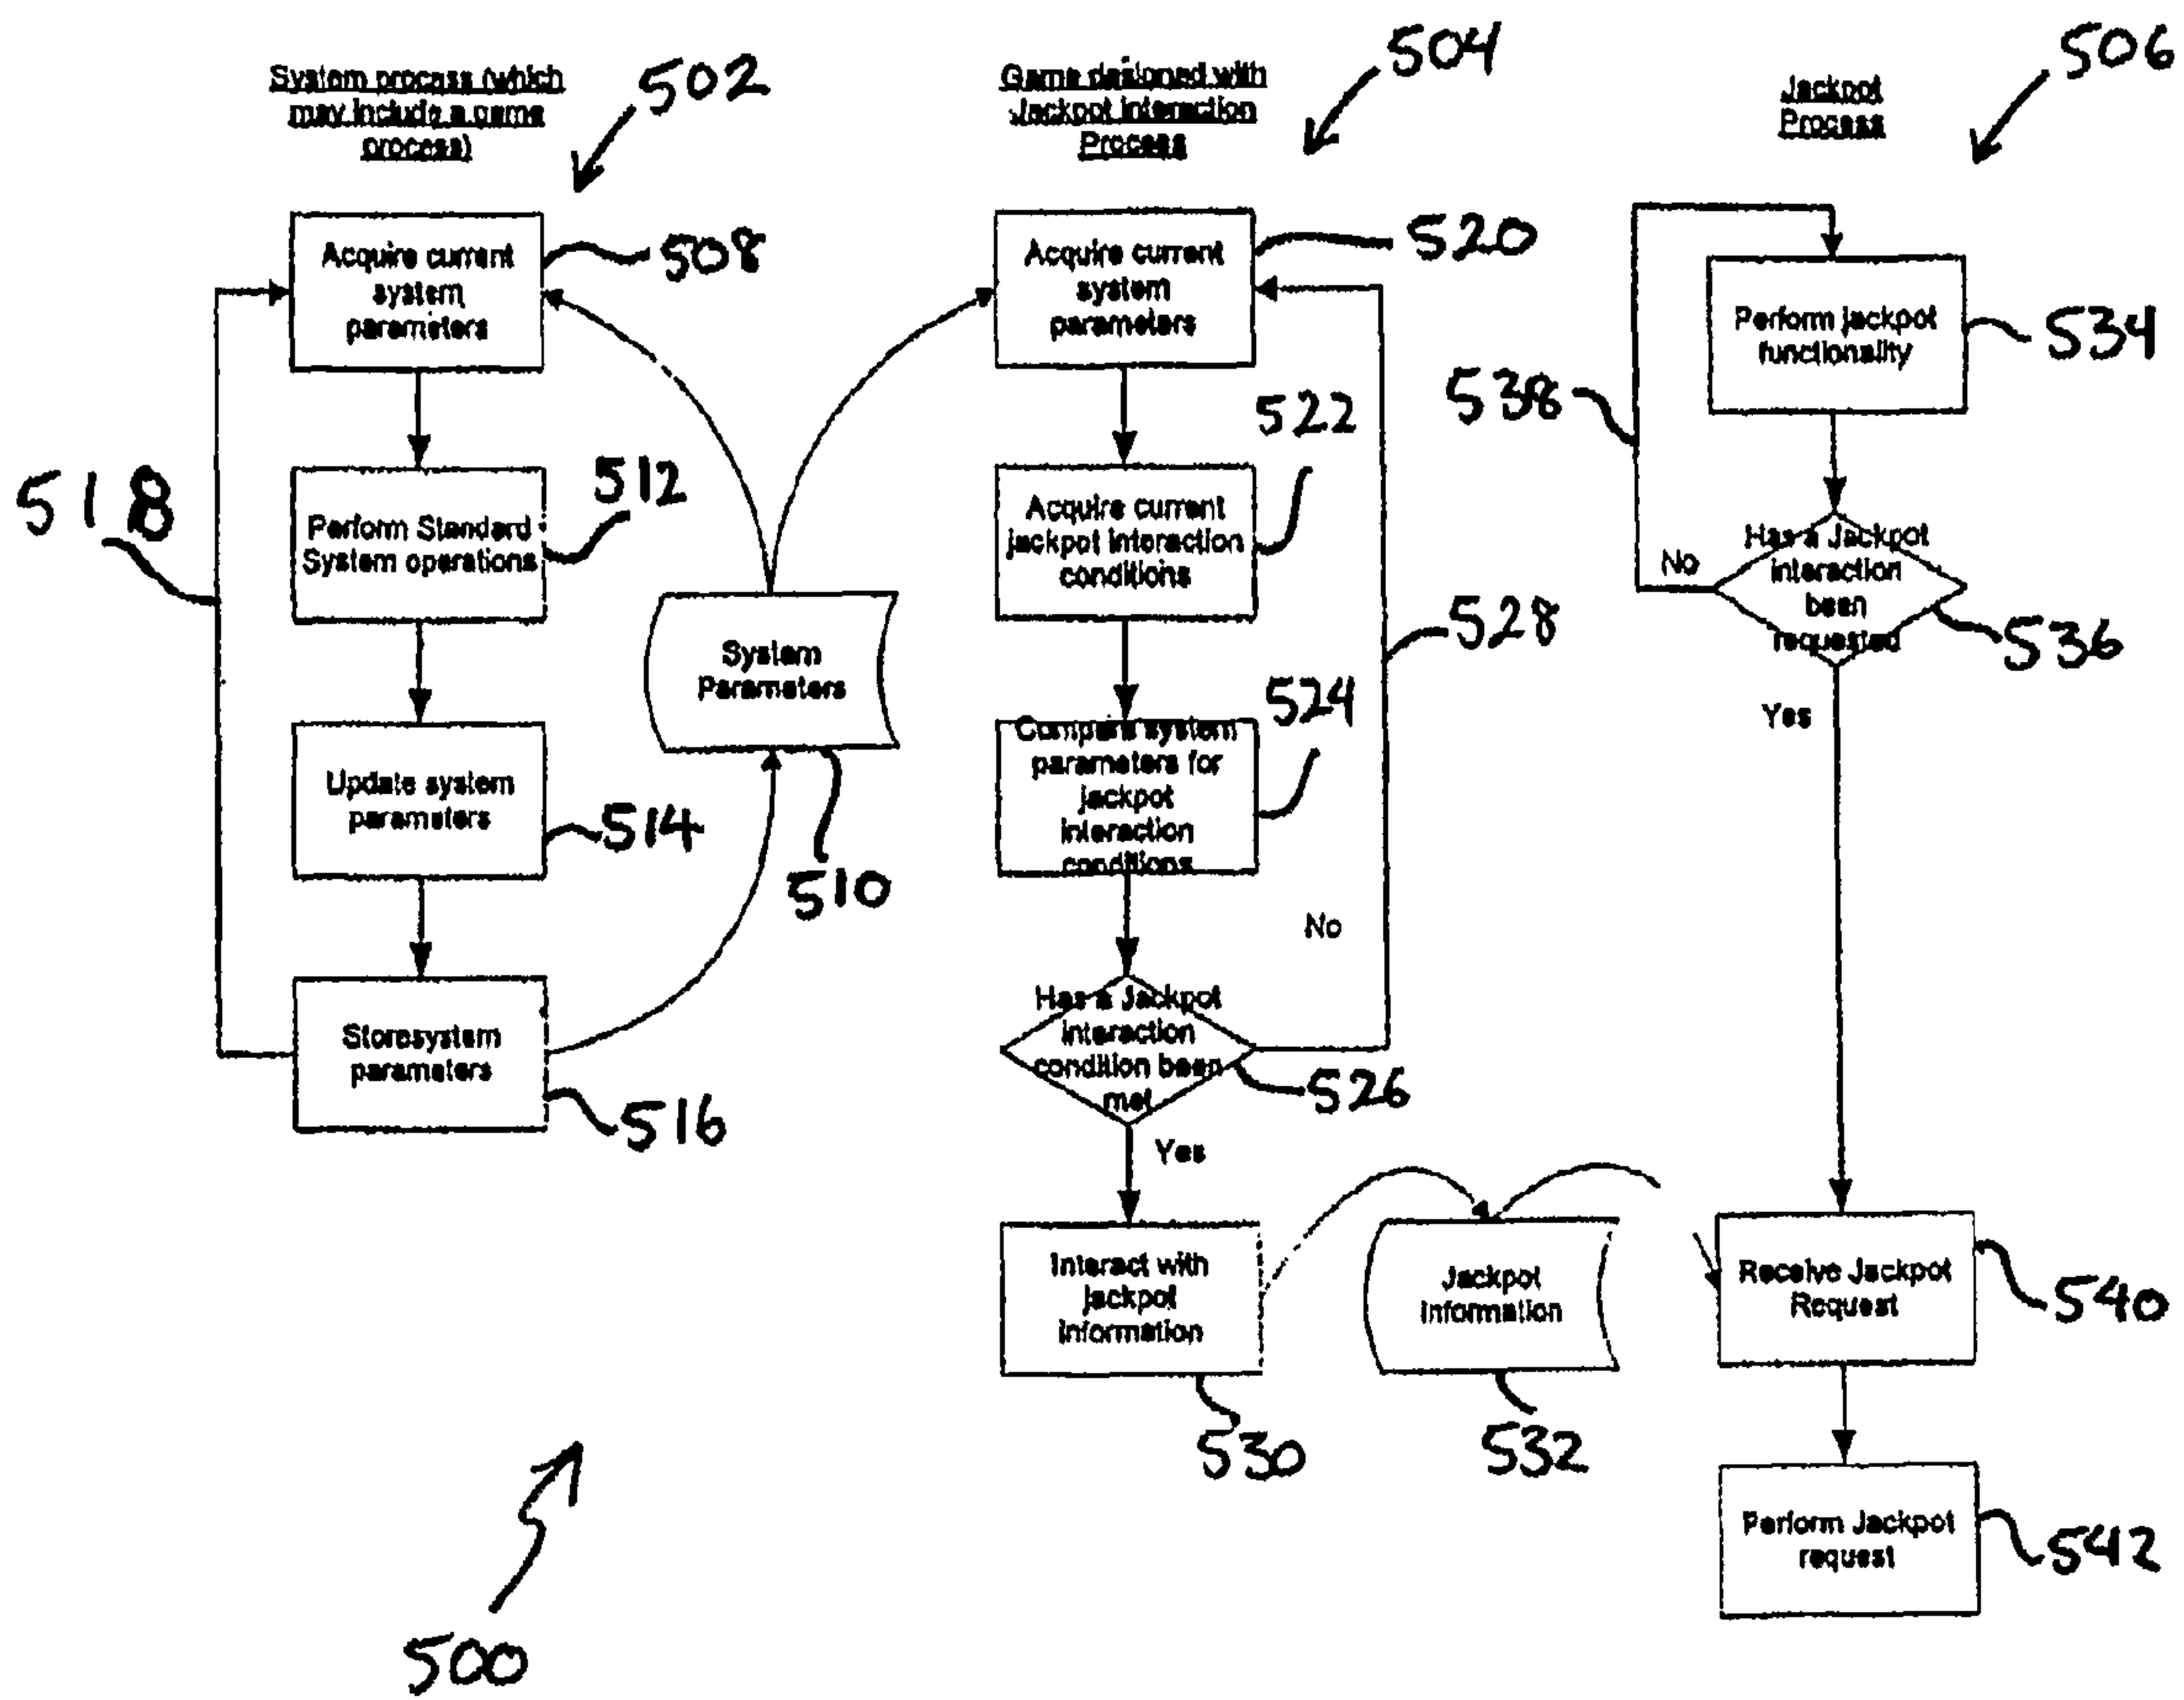 System process (which
may include a game
process)
502
Game designed with
Jackpot interaction
Process
504
Jackpot
Process
506
Acquire current
system
parameters
508
Perform Standard
System operations
512
518
Update system
parameters
514
Storesystem
parameters
516
System
Parameters
510
Acquire current
system
parameters
520
Acquire current
jackpot interaction
conditions
522
Compare system
parameters for
jackpot
interaction
conditions
524
No
528
Has a Jackpot
interaction
condition been
met
526
Yes
Interact with
jackpot
information
530
Jackpot
Information
532
Perform jackpot
functionality
534
538
No
Has a Jackpot
interaction
been
requested
536
Yes
Receive Jackpot
Request
540
Perform Jackpot
request
542
500